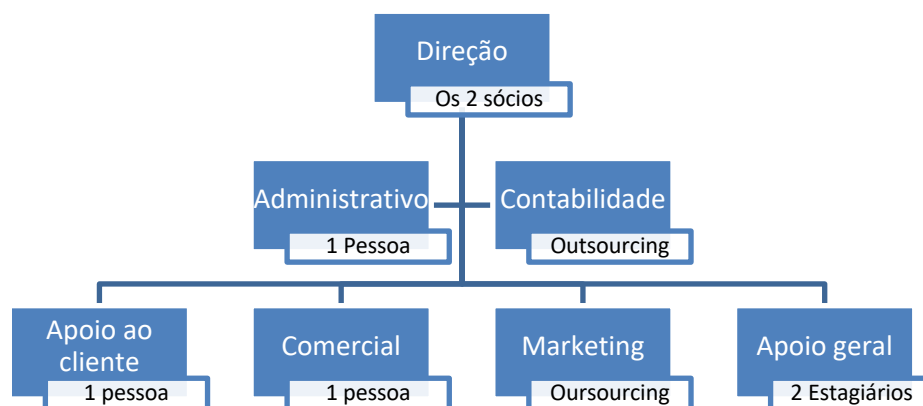 Direção
Os 2 sócios
Administrativo
1 Pessoa
Contabilidade
Outsourcing
Apoio ao
cliente
1 pessoa
Comercial
1 pessoa
Marketing
Oursourcing
Apoio geral
2 Estagiários